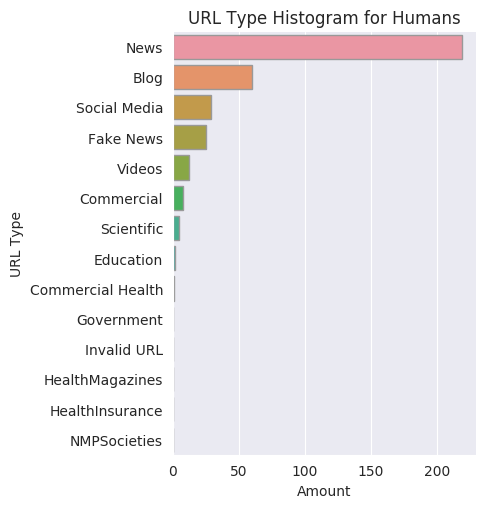 URL Type Histogram for Humans
URL Type
News
Blog
Social Media
Fake News
Videos
Commercial
Scientific
Education
Commercial Health
Government
Invalid URL
HealthMagazines
HealthInsurance
NMPSocieties
0 50 100 150 200
Amount